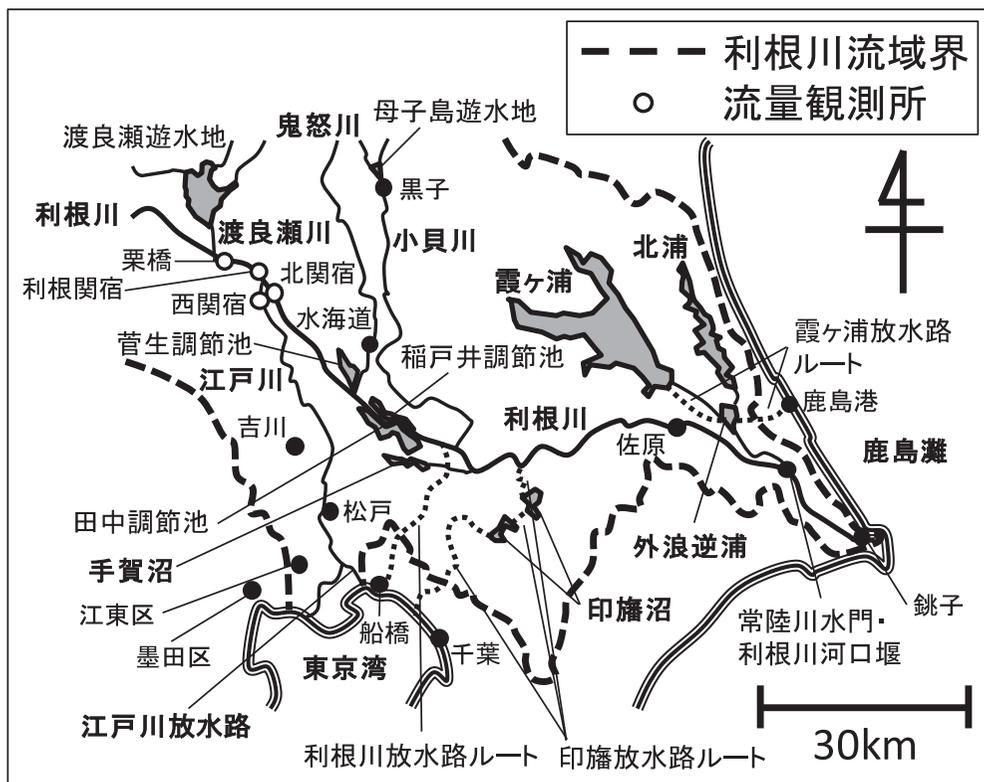 利根川流域界
流量観測所
母子島遊水地
鬼怒川
渡良瀬遊水地
黒子
利根川
渡良瀬川
小貝川
北浦
栗橋
北関宿
霞ヶ浦
利根関宿
西関宿
水海道
霞ヶ浦放水路
ルート
菅生調節池
稲戸井調節池
江戸川
鹿島港
利根川
吉川
佐原
鹿島灘
田中調節池
松戸
手賀沼
外浪逆浦
江東区
印旛沼
銚子
墨田区
船橋
千葉
常陸川水門・
利根川河口堰
東京湾
江戸川放水路
利根川放水路ルート
印旛放水路ルート
30km